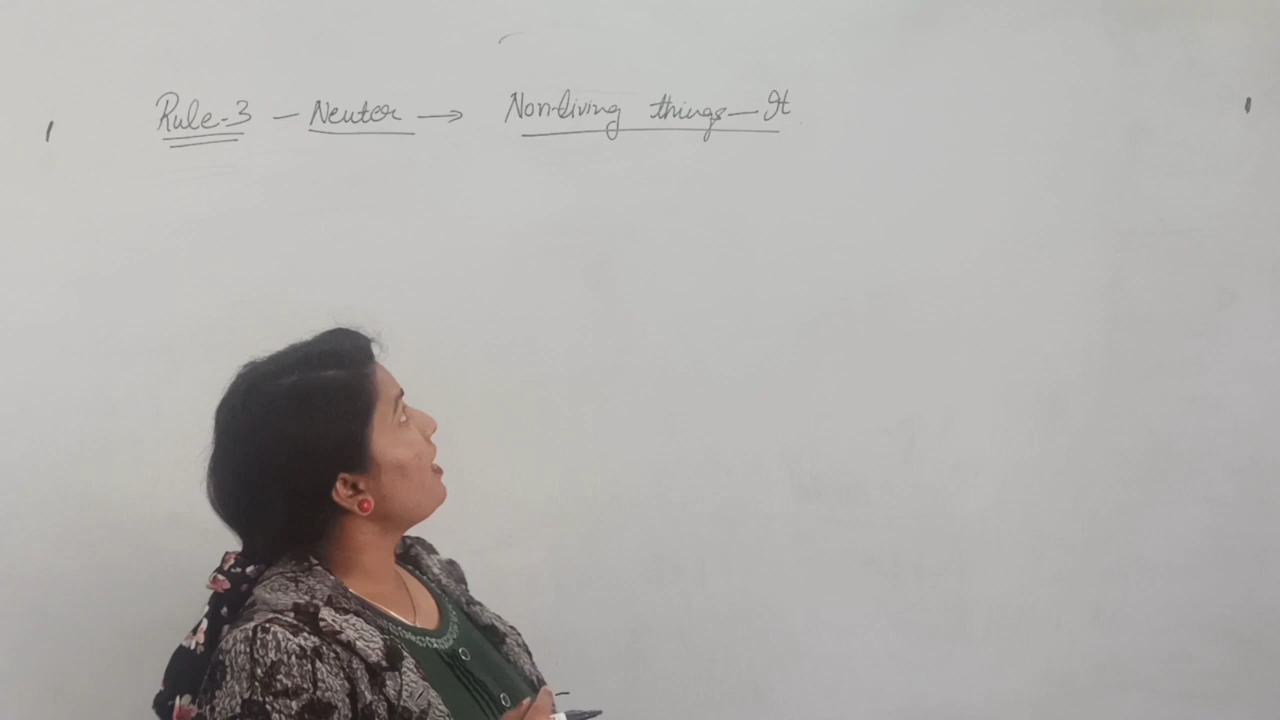 Rule-3 — Neuter → Non-living things — It